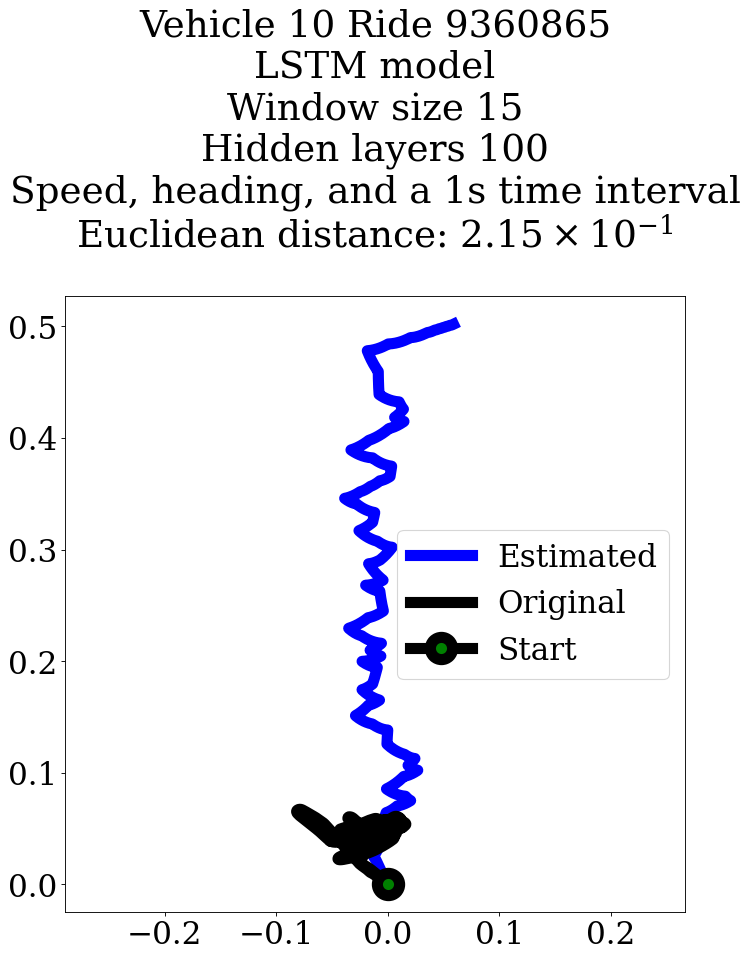 Vehicle 10 Ride 9360865
LSTM model
Window size 15
Hidden layers 100
Speed, heading, and a 1s time interval
Euclidean distance: 2.15 × 10⁻¹
0.5
0.4
0.3
0.2
0.1
0.0
Estimated
Original
Start
−0.2 −0.1 0.0 0.1 0.2